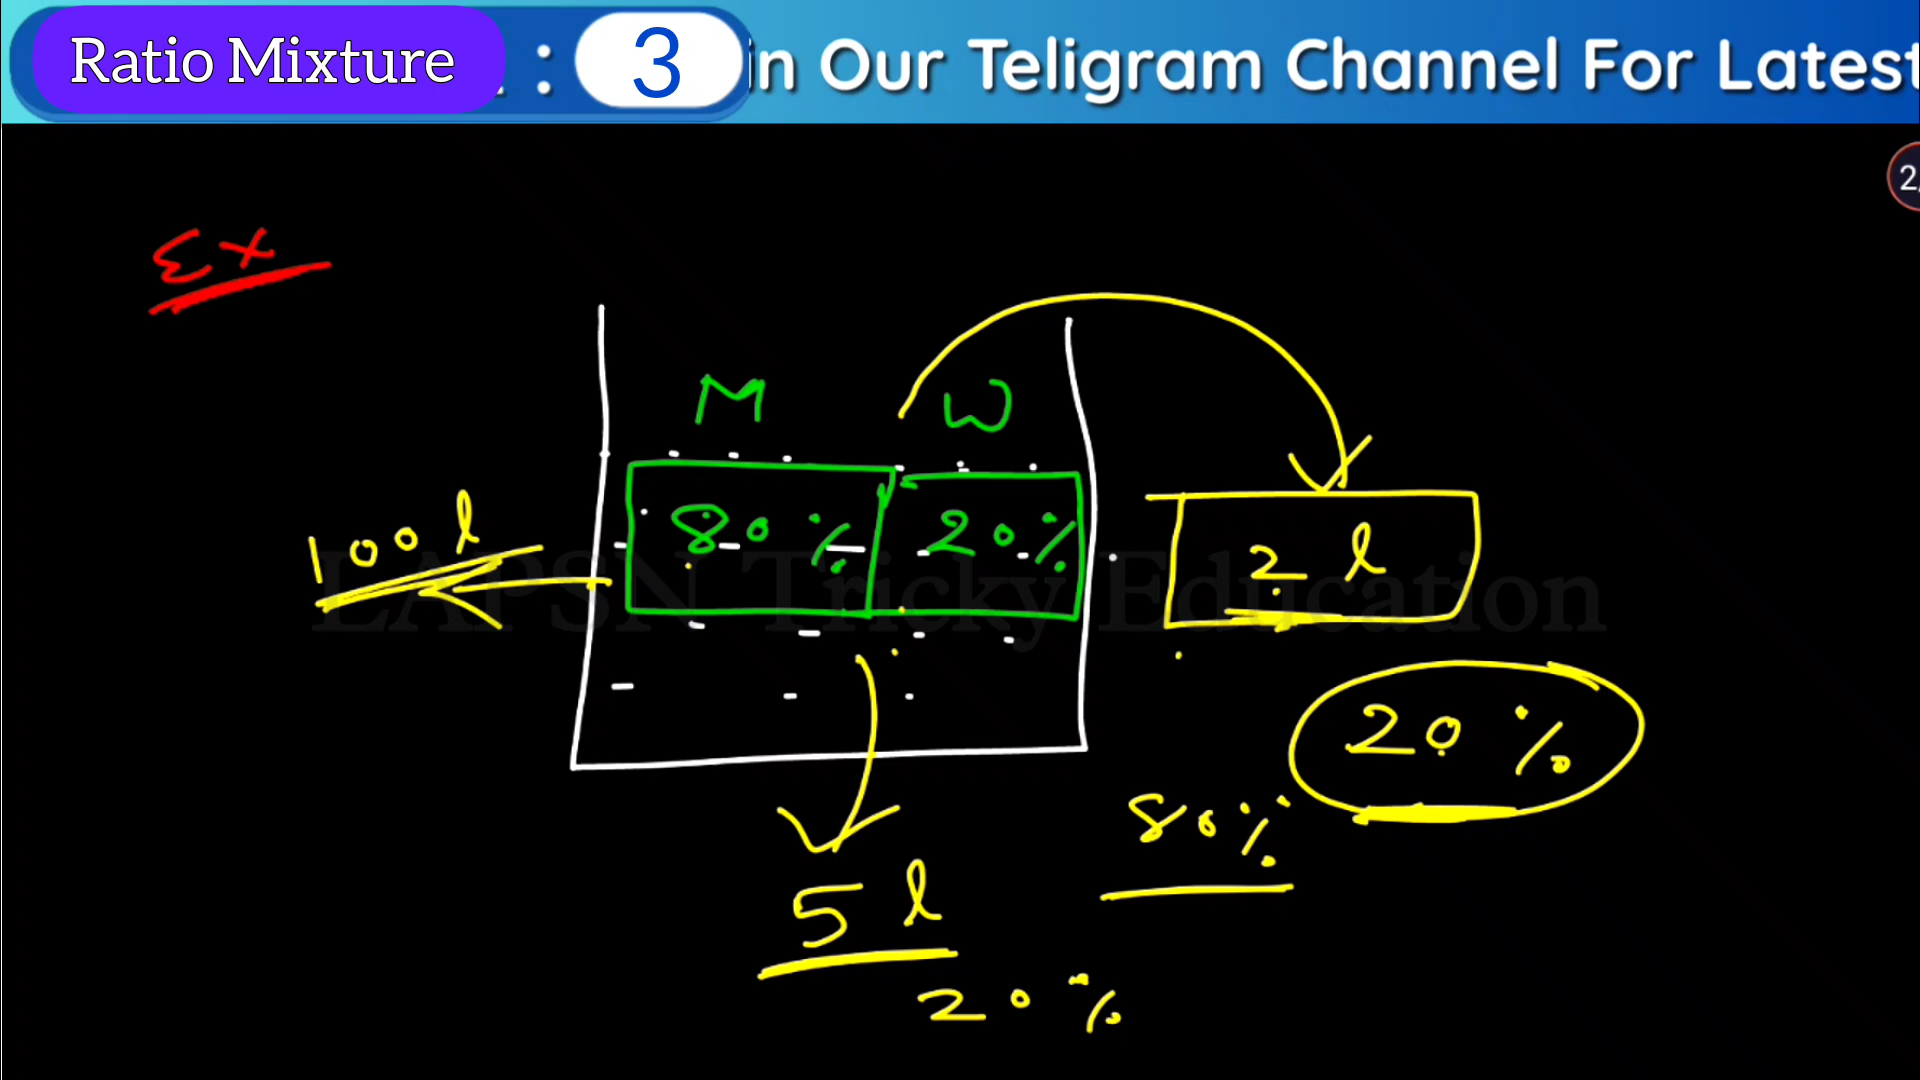 Ratio Mixture : 3 in Our Teligram Channel For Latest
2
Ex
M W
100 l 80% 20% 2 l
LAPSN Tricky Education
20%
80%
5 l
20%